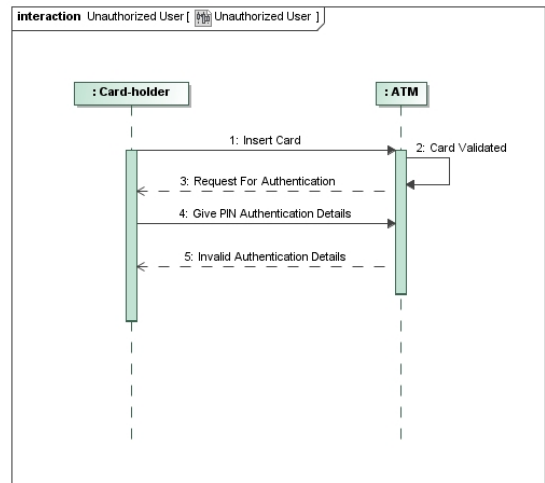 interaction Unauthorized User [ Unauthorized User ]
: Card-holder
: ATM
1: Insert Card
2: Card Validated
3: Request For Authentication
4: Give PIN Authentication Details
5: Invalid Authentication Details